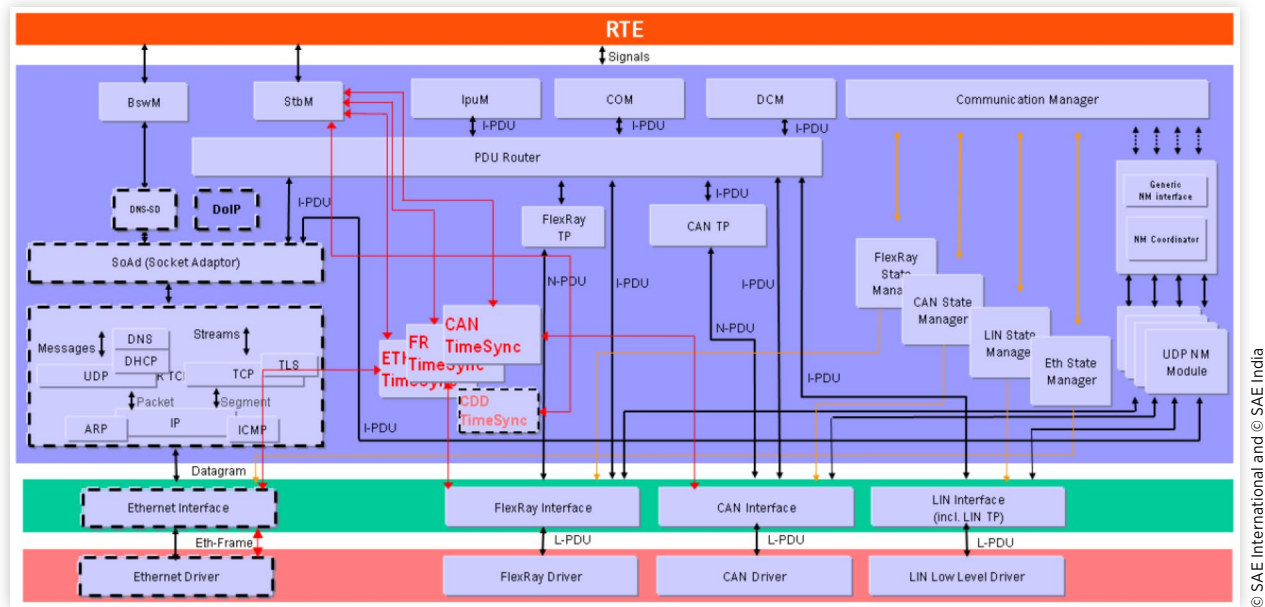 RTE
Signals
BswM
StbM
IpuM
COM
DCM
Communication Manager
I-PDU
I-PDU
I-PDU
PDU Router
Generic
NM interface
NM Coordinator
DNS-SD
DoIP
I-PDU
FlexRay
TP
I-PDU
CAN TP
SoAd (Socket Adaptor)
FlexRay
State
CAN State
Manager
LIN State
Eth State
Manager
N-PDU
I-PDU
I-PDU
N-PDU
I-PDU
UDP NM
Module
Messages
DNS
DHCP
UDP
Streams
TCP
TLS
Packet
Segment
ARP
IP
ICMP
CAN
TimeSync
FR
CDD
TimeSync
I-PDU
Datagram
Ethernet Interface
FlexRay Interface
CAN Interface
LIN Interface
(incl. LIN TP)
Eth-Frame
L-PDU
L-PDU
L-PDU
Ethernet Driver
FlexRay Driver
CAN Driver
LIN Low Level Driver
© SAE International and © SAE India